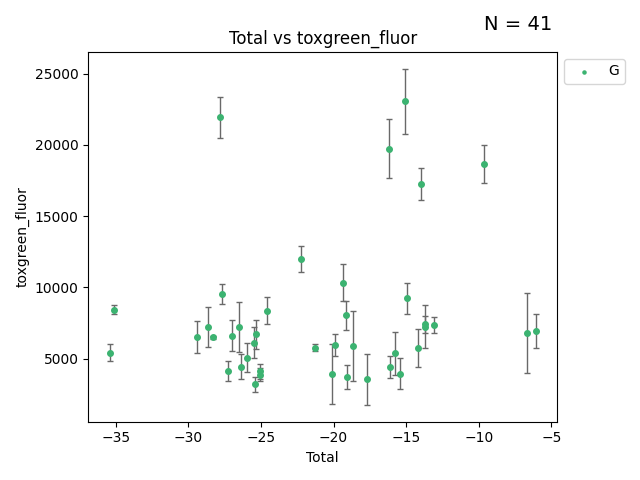 N = 41
Total vs toxgreen_fluor
G
toxgreen_fluor
25000
20000
15000
10000
5000
−35 −30 −25 −20 −15 −10 −5
Total